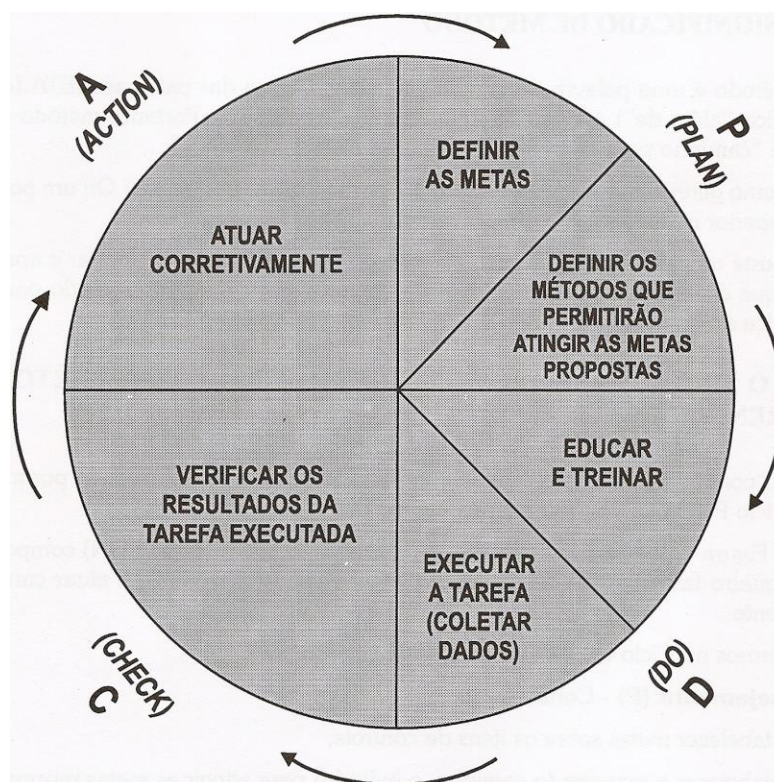 A
(ACTION)
P
(PLAN)
DEFINIR
AS METAS
DEFINIR OS
MÉTODOS QUE
PERMITIRÃO
ATINGIR AS METAS
PROPOSTAS
EDUCAR
E TREINAR
EXECUTAR
A TAREFA
(COLETAR
DADOS)
(DO)
D
VERIFICAR OS
RESULTADOS DA
TAREFA EXECUTADA
(CHECK)
C
ATUAR
CORRETIVAMENTE